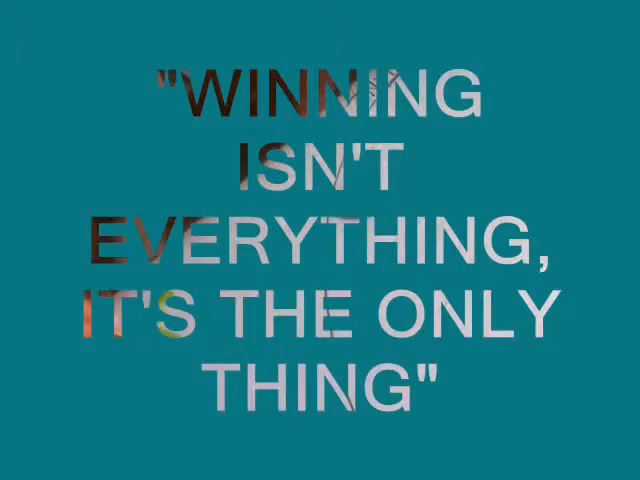 "WINNING
ISN'T
EVERYTHING,
IT'S THE ONLY
THING"